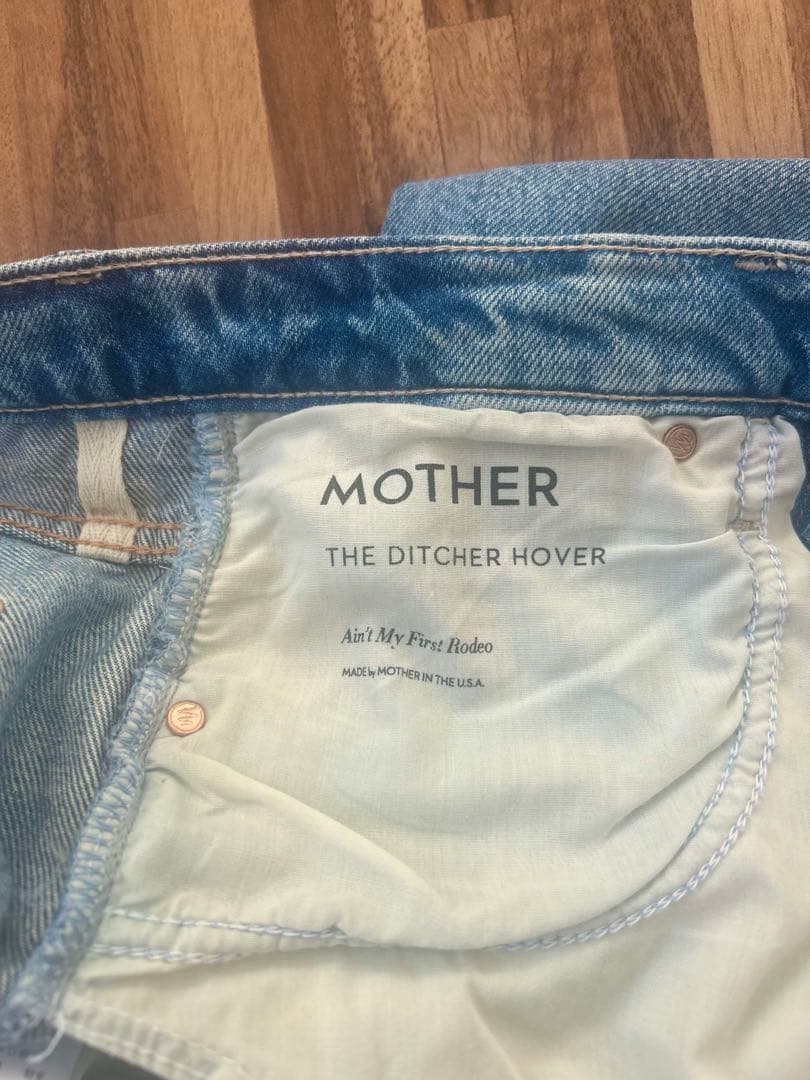 MOTHER
THE DITCHER HOVER
Ain't My First Rodeo
MADE by MOTHER IN THE U.S.A.